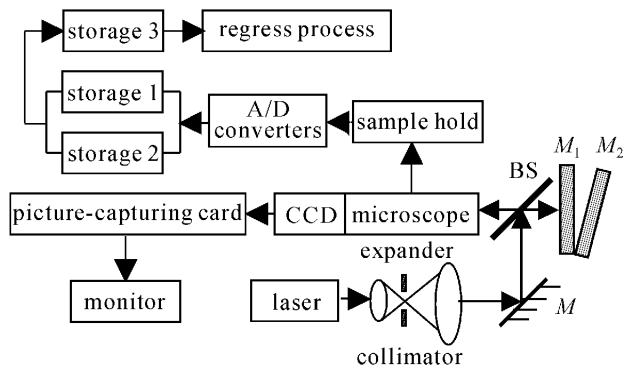 storage 3
regress process
storage 1
storage 2
A/D
converters
sample hold
M1
M2
BS
picture-capturing card
CCD
microscope
expander
monitor
laser
M
collimator